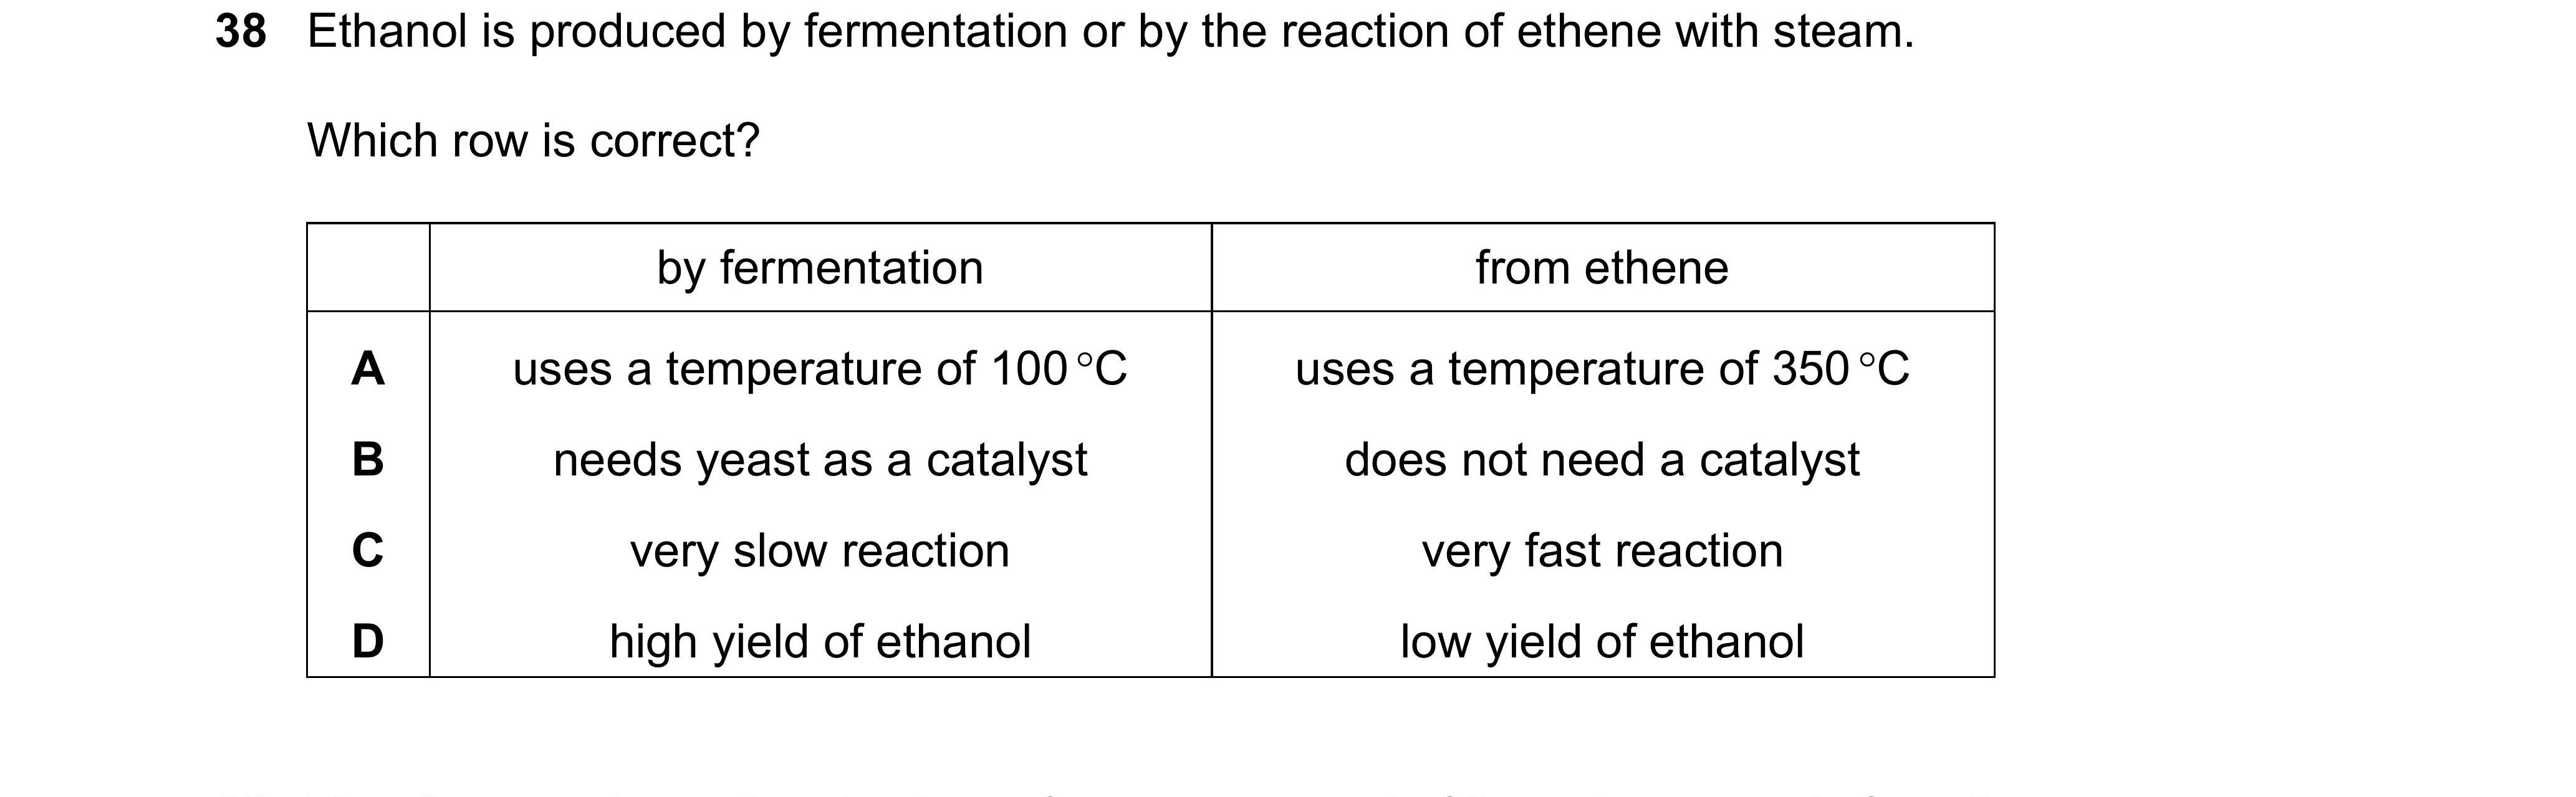 38 Ethanol is produced by fermentation or by the reaction of ethene with steam.
Which row is correct?
by fermentation from ethene
A uses a temperature of 100 °C uses a temperature of 350 °C
B needs yeast as a catalyst does not need a catalyst
C very slow reaction very fast reaction
D high yield of ethanol low yield of ethanol